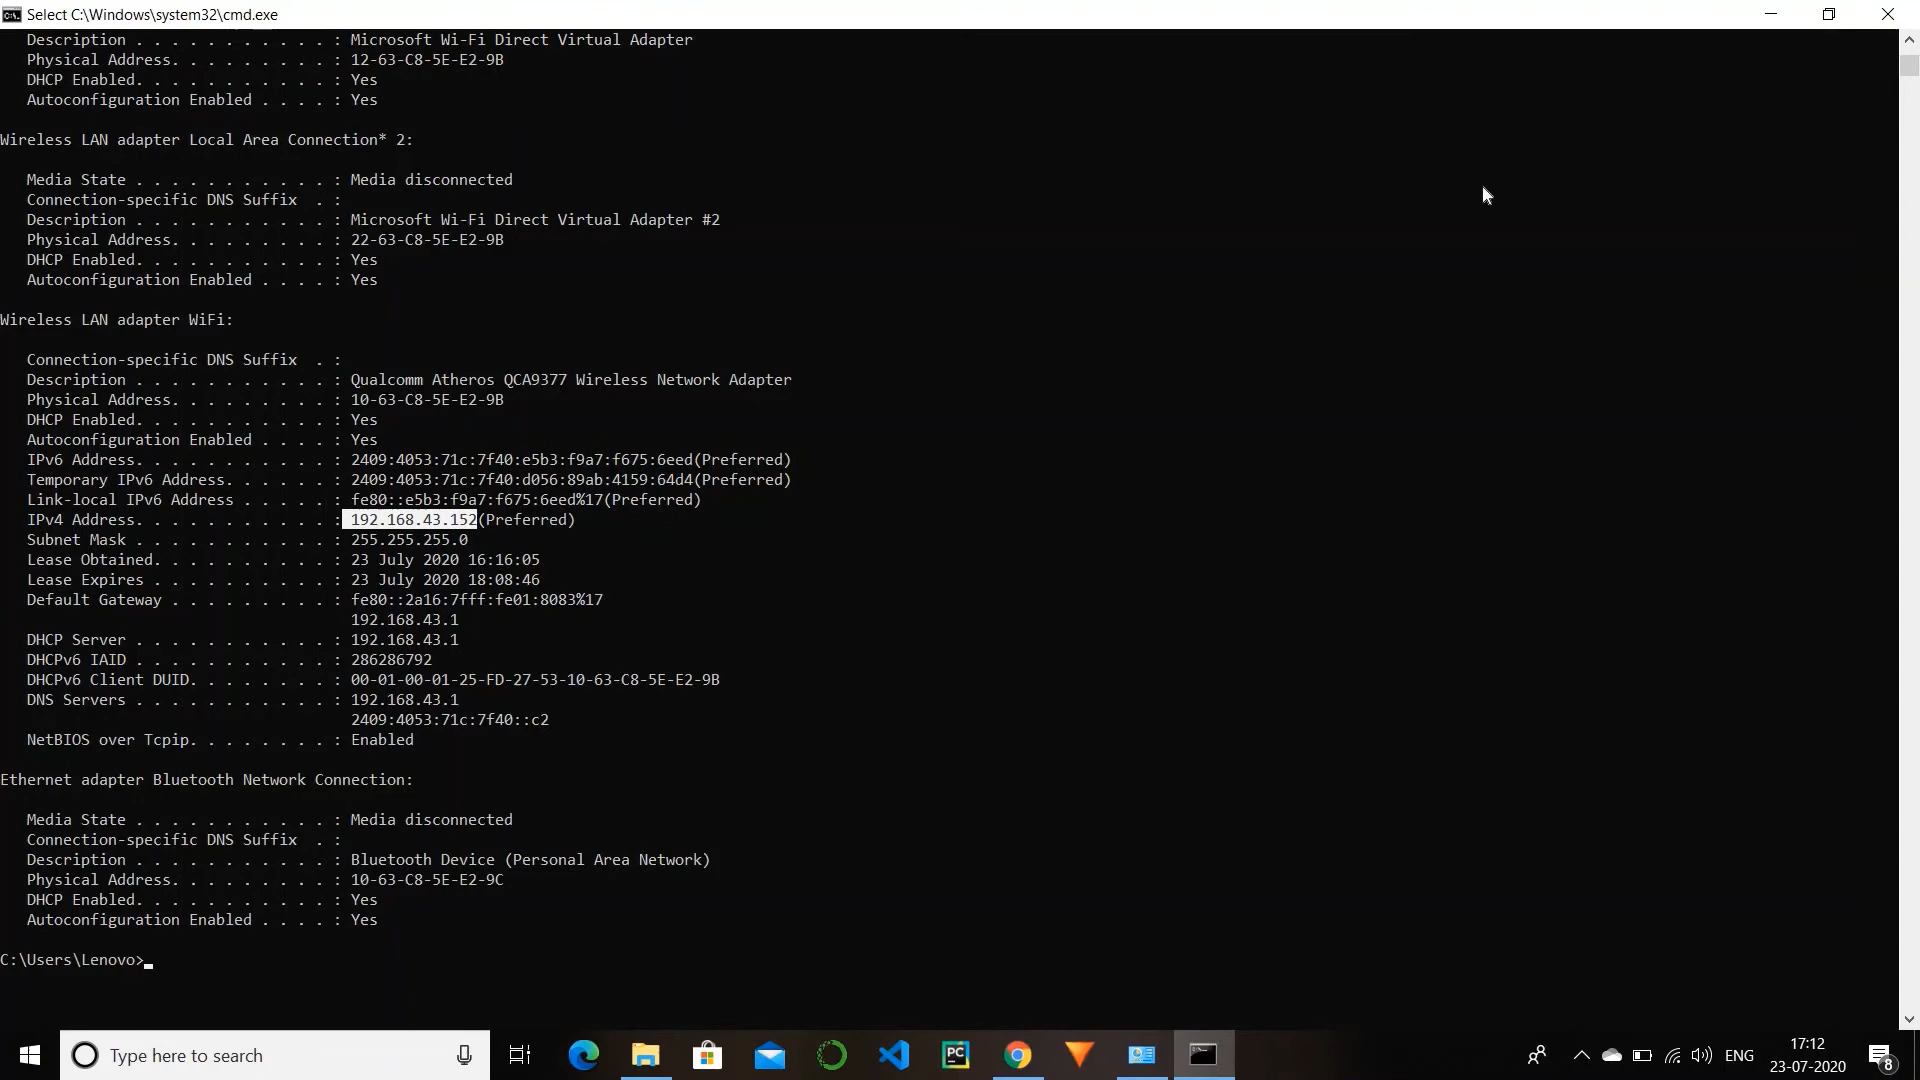 Select C:\Windows\system32\cmd.exe
Description . . . . . . . . . . . : Microsoft Wi-Fi Direct Virtual Adapter
Physical Address. . . . . . . . . : 12-63-C8-5E-E2-9B
DHCP Enabled. . . . . . . . . . . : Yes
Autoconfiguration Enabled . . . . : Yes
Wireless LAN adapter Local Area Connection* 2:
Media State . . . . . . . . . . . : Media disconnected
Connection-specific DNS Suffix  . :
Description . . . . . . . . . . . : Microsoft Wi-Fi Direct Virtual Adapter #2
Physical Address. . . . . . . . . : 22-63-C8-5E-E2-9B
DHCP Enabled. . . . . . . . . . . : Yes
Autoconfiguration Enabled . . . . : Yes
Wireless LAN adapter WiFi:
Connection-specific DNS Suffix  . :
Description . . . . . . . . . . . : Qualcomm Atheros QCA9377 Wireless Network Adapter
Physical Address. . . . . . . . . : 10-63-C8-5E-E2-9B
DHCP Enabled. . . . . . . . . . . : Yes
Autoconfiguration Enabled . . . . : Yes
IPv6 Address. . . . . . . . . . . : 2409:4053:71c:7f40:e5b3:f9a7:f675:6eed(Preferred)
Temporary IPv6 Address. . . . . . : 2409:4053:71c:7f40:d056:89ab:4159:64d4(Preferred)
Link-local IPv6 Address . . . . . : fe80::e5b3:f9a7:f675:6eed%17(Preferred)
IPv4 Address. . . . . . . . . . . : 192.168.43.152(Preferred)
Subnet Mask . . . . . . . . . . . : 255.255.255.0
Lease Obtained. . . . . . . . . . : 23 July 2020 16:16:05
Lease Expires . . . . . . . . . . : 23 July 2020 18:08:46
Default Gateway . . . . . . . . . : fe80::2a16:7fff:fe01:8083%17
192.168.43.1
DHCP Server . . . . . . . . . . . : 192.168.43.1
DHCPv6 IAID . . . . . . . . . . . : 286286792
DHCPv6 Client DUID. . . . . . . . : 00-01-00-01-25-FD-27-53-10-63-C8-5E-E2-9B
DNS Servers . . . . . . . . . . . : 192.168.43.1
2409:4053:71c:7f40::c2
NetBIOS over Tcpip. . . . . . . . : Enabled
Ethernet adapter Bluetooth Network Connection:
Media State . . . . . . . . . . . : Media disconnected
Connection-specific DNS Suffix  . :
Description . . . . . . . . . . . : Bluetooth Device (Personal Area Network)
Physical Address. . . . . . . . . : 10-63-C8-5E-E2-9C
DHCP Enabled. . . . . . . . . . . : Yes
Autoconfiguration Enabled . . . . : Yes
C:\Users\Lenovo>
Type here to search
PC
ENG
17:12
23-07-2020
8